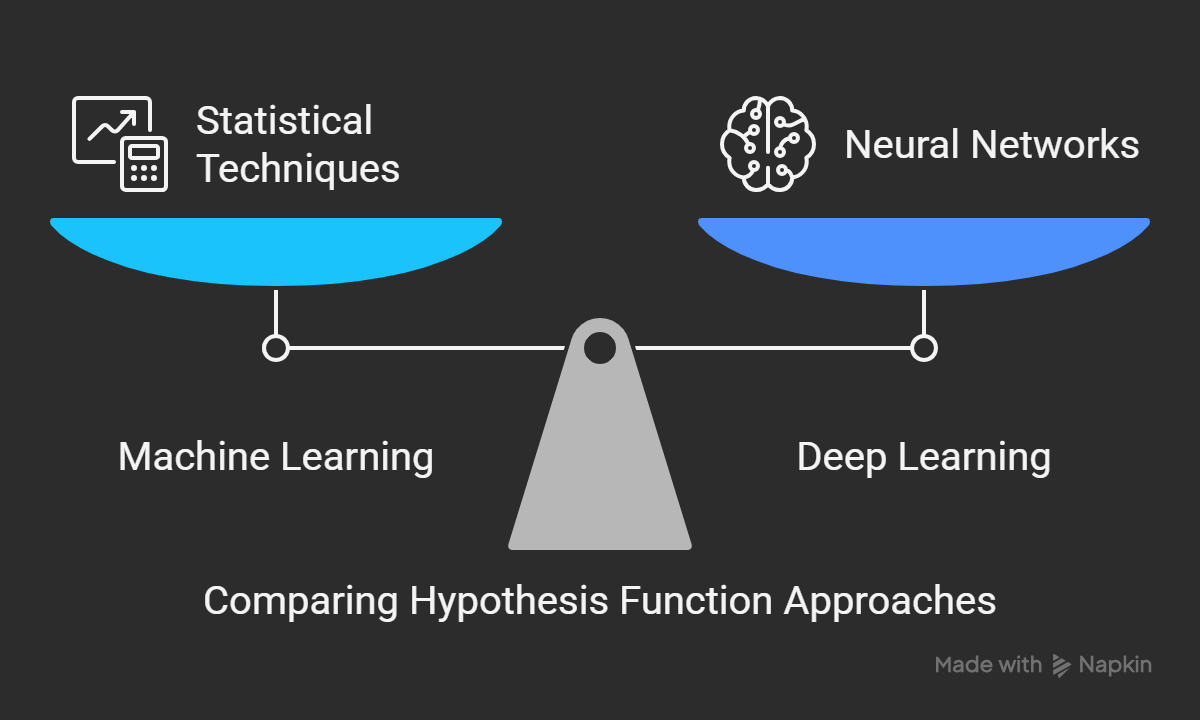 Statistical
Techniques
Neural Networks
Machine Learning
Deep Learning
Comparing Hypothesis Function Approaches
Made with Napkin